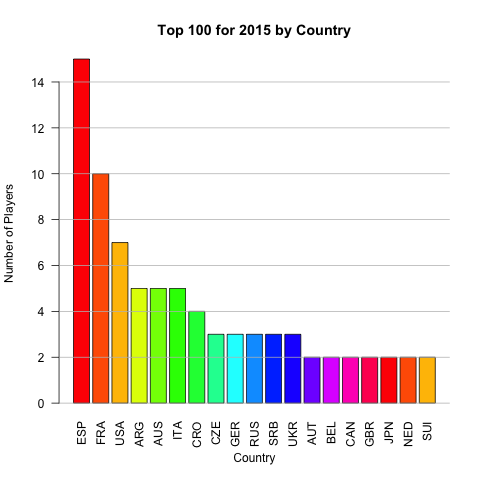 Top 100 for 2015 by Country
Number of Players
14
12
10
8
6
4
2
0
ESP FRA USA ARG AUS ITA CRO CZE GER RUS SRB UKR AUT BEL CAN GBR JPN NED SUI
Country